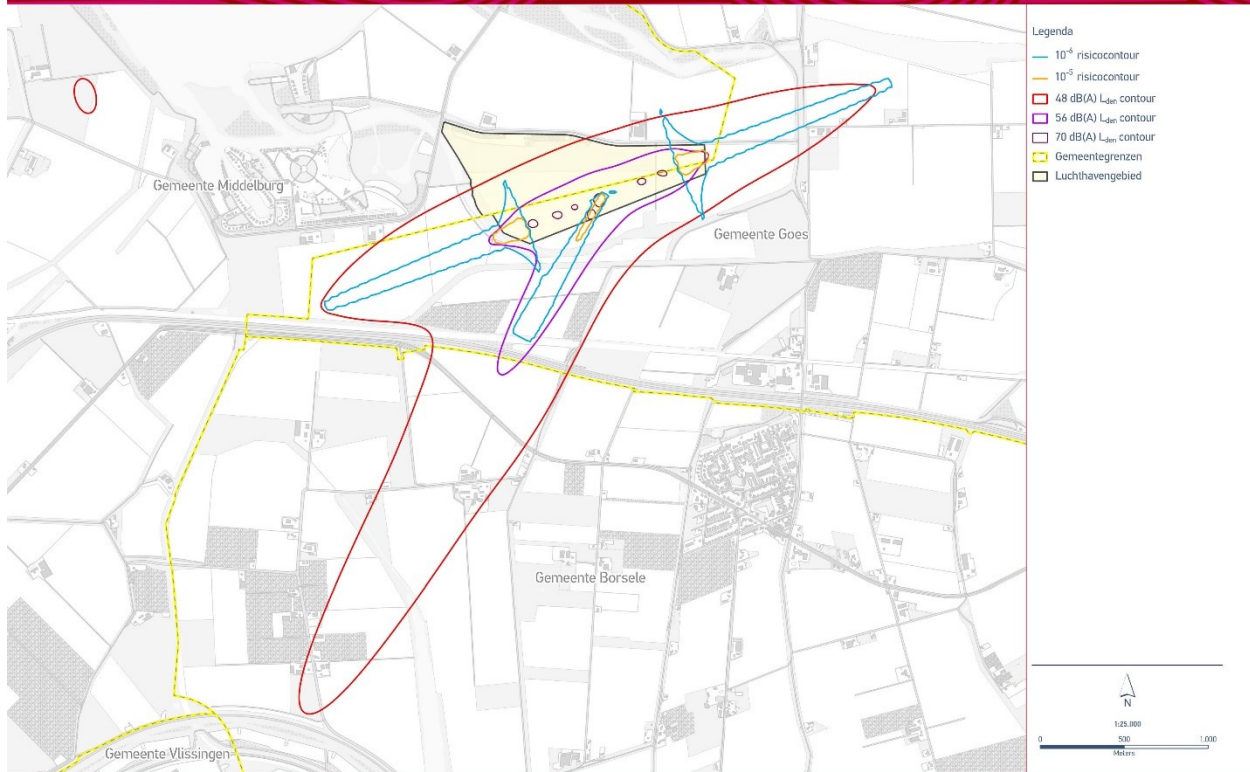 Gemeente Middelburg
Gemeente Goes
Gemeente Borsele
Gemeente Vlissingen
Legenda
10⁻⁶ risicocontour
10⁻⁵ risicocontour
48 dB(A) Lden contour
56 dB(A) Lden contour
70 dB(A) Lden contour
Gemeentegrenzen
Luchthavengebied
N
1:25.000
0 500 1.000
Meters